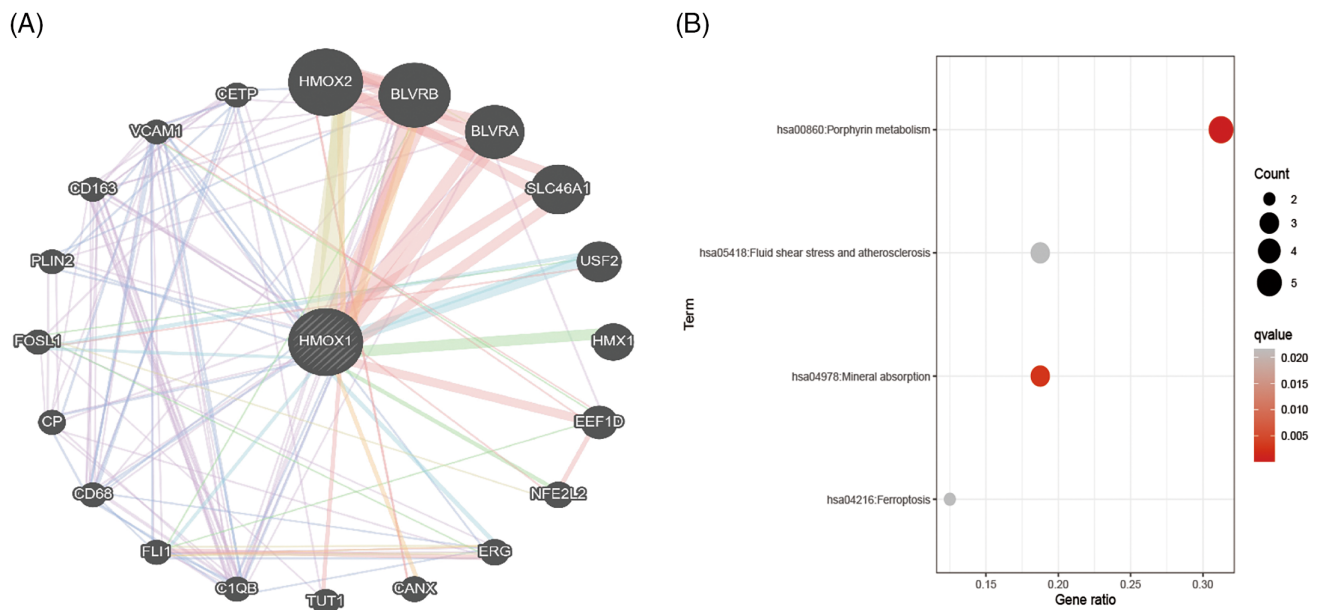 (A)
HMOX2
BLVRB
BLVRA
SLC46A1
USF2
HMX1
EEF1D
NFE2L2
ERG
CANX
TUT1
C1QB
FLI1
CD68
CP
FOSL1
PLIN2
CD163
VCAM1
CETP
HMOX1
(B)
Term
hsa00860:Porphyrin metabolism
hsa05418:Fluid shear stress and atherosclerosis
hsa04978:Mineral absorption
hsa04216:Ferroptosis
0.15 0.20 0.25 0.30
Gene ratio
Count
2
3
4
5
qvalue
0.020
0.015
0.010
0.005